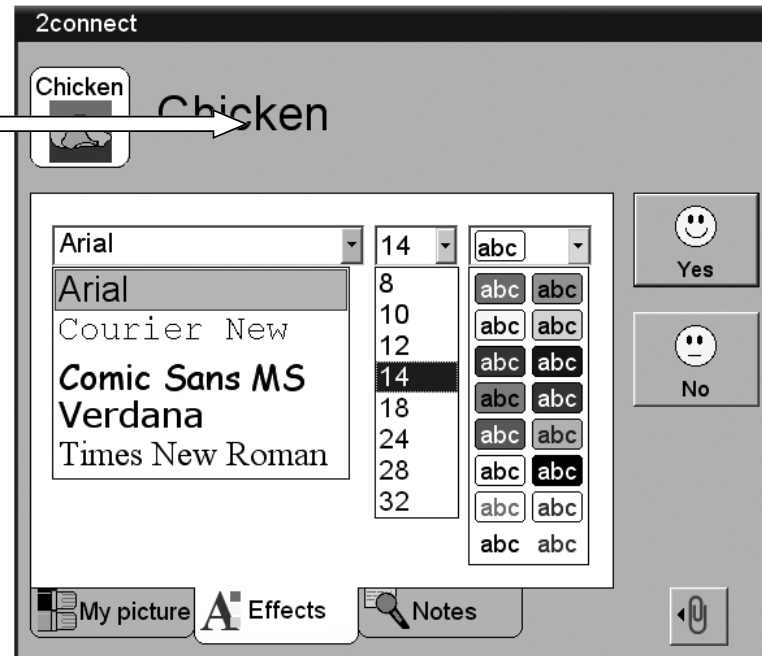 2connect
Chicken
Chicken
Arial 14 abc
Arial
Courier New
Comic Sans MS
Verdana
Times New Roman
8
10
12
14
18
24
28
32
abc abc
abc abc
abc abc
abc abc
abc abc
abc abc
abc abc
abc abc
Yes
No
My picture Effects Notes